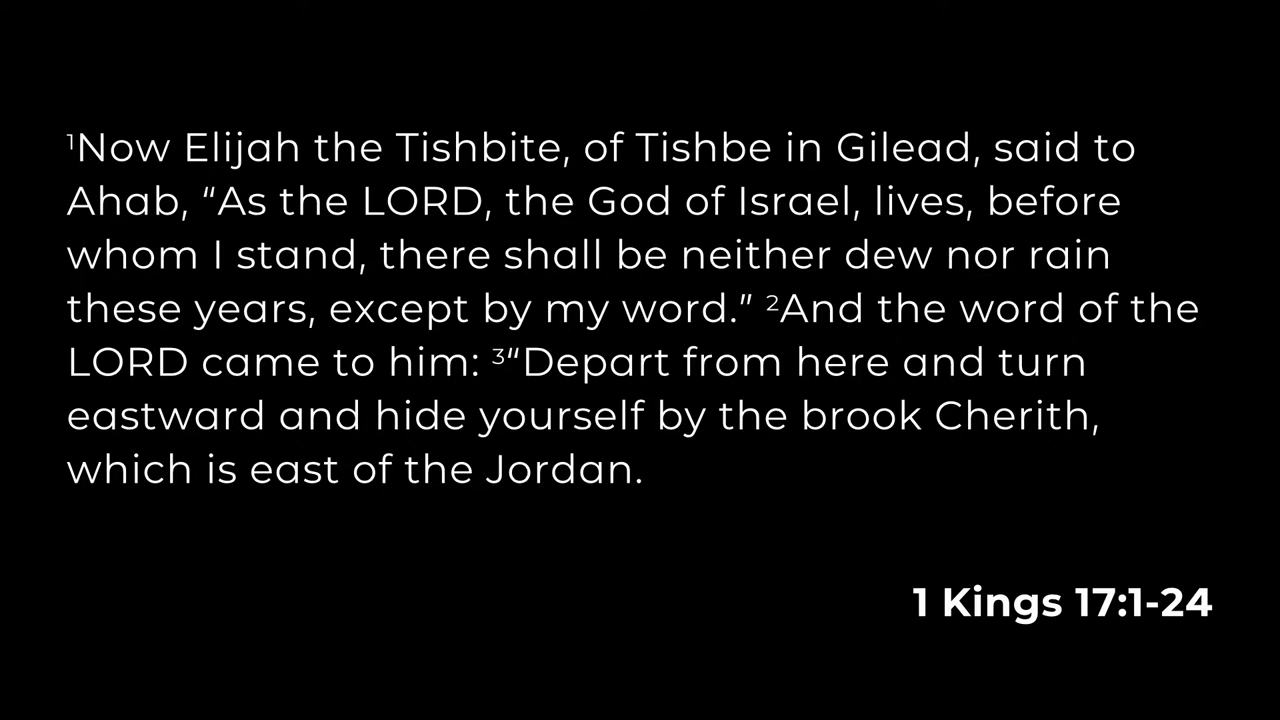 ¹Now Elijah the Tishbite, of Tishbe in Gilead, said to
Ahab, “As the LORD, the God of Israel, lives, before
whom I stand, there shall be neither dew nor rain
these years, except by my word.” ²And the word of the
LORD came to him: ³“Depart from here and turn
eastward and hide yourself by the brook Cherith,
which is east of the Jordan.
1 Kings 17:1-24